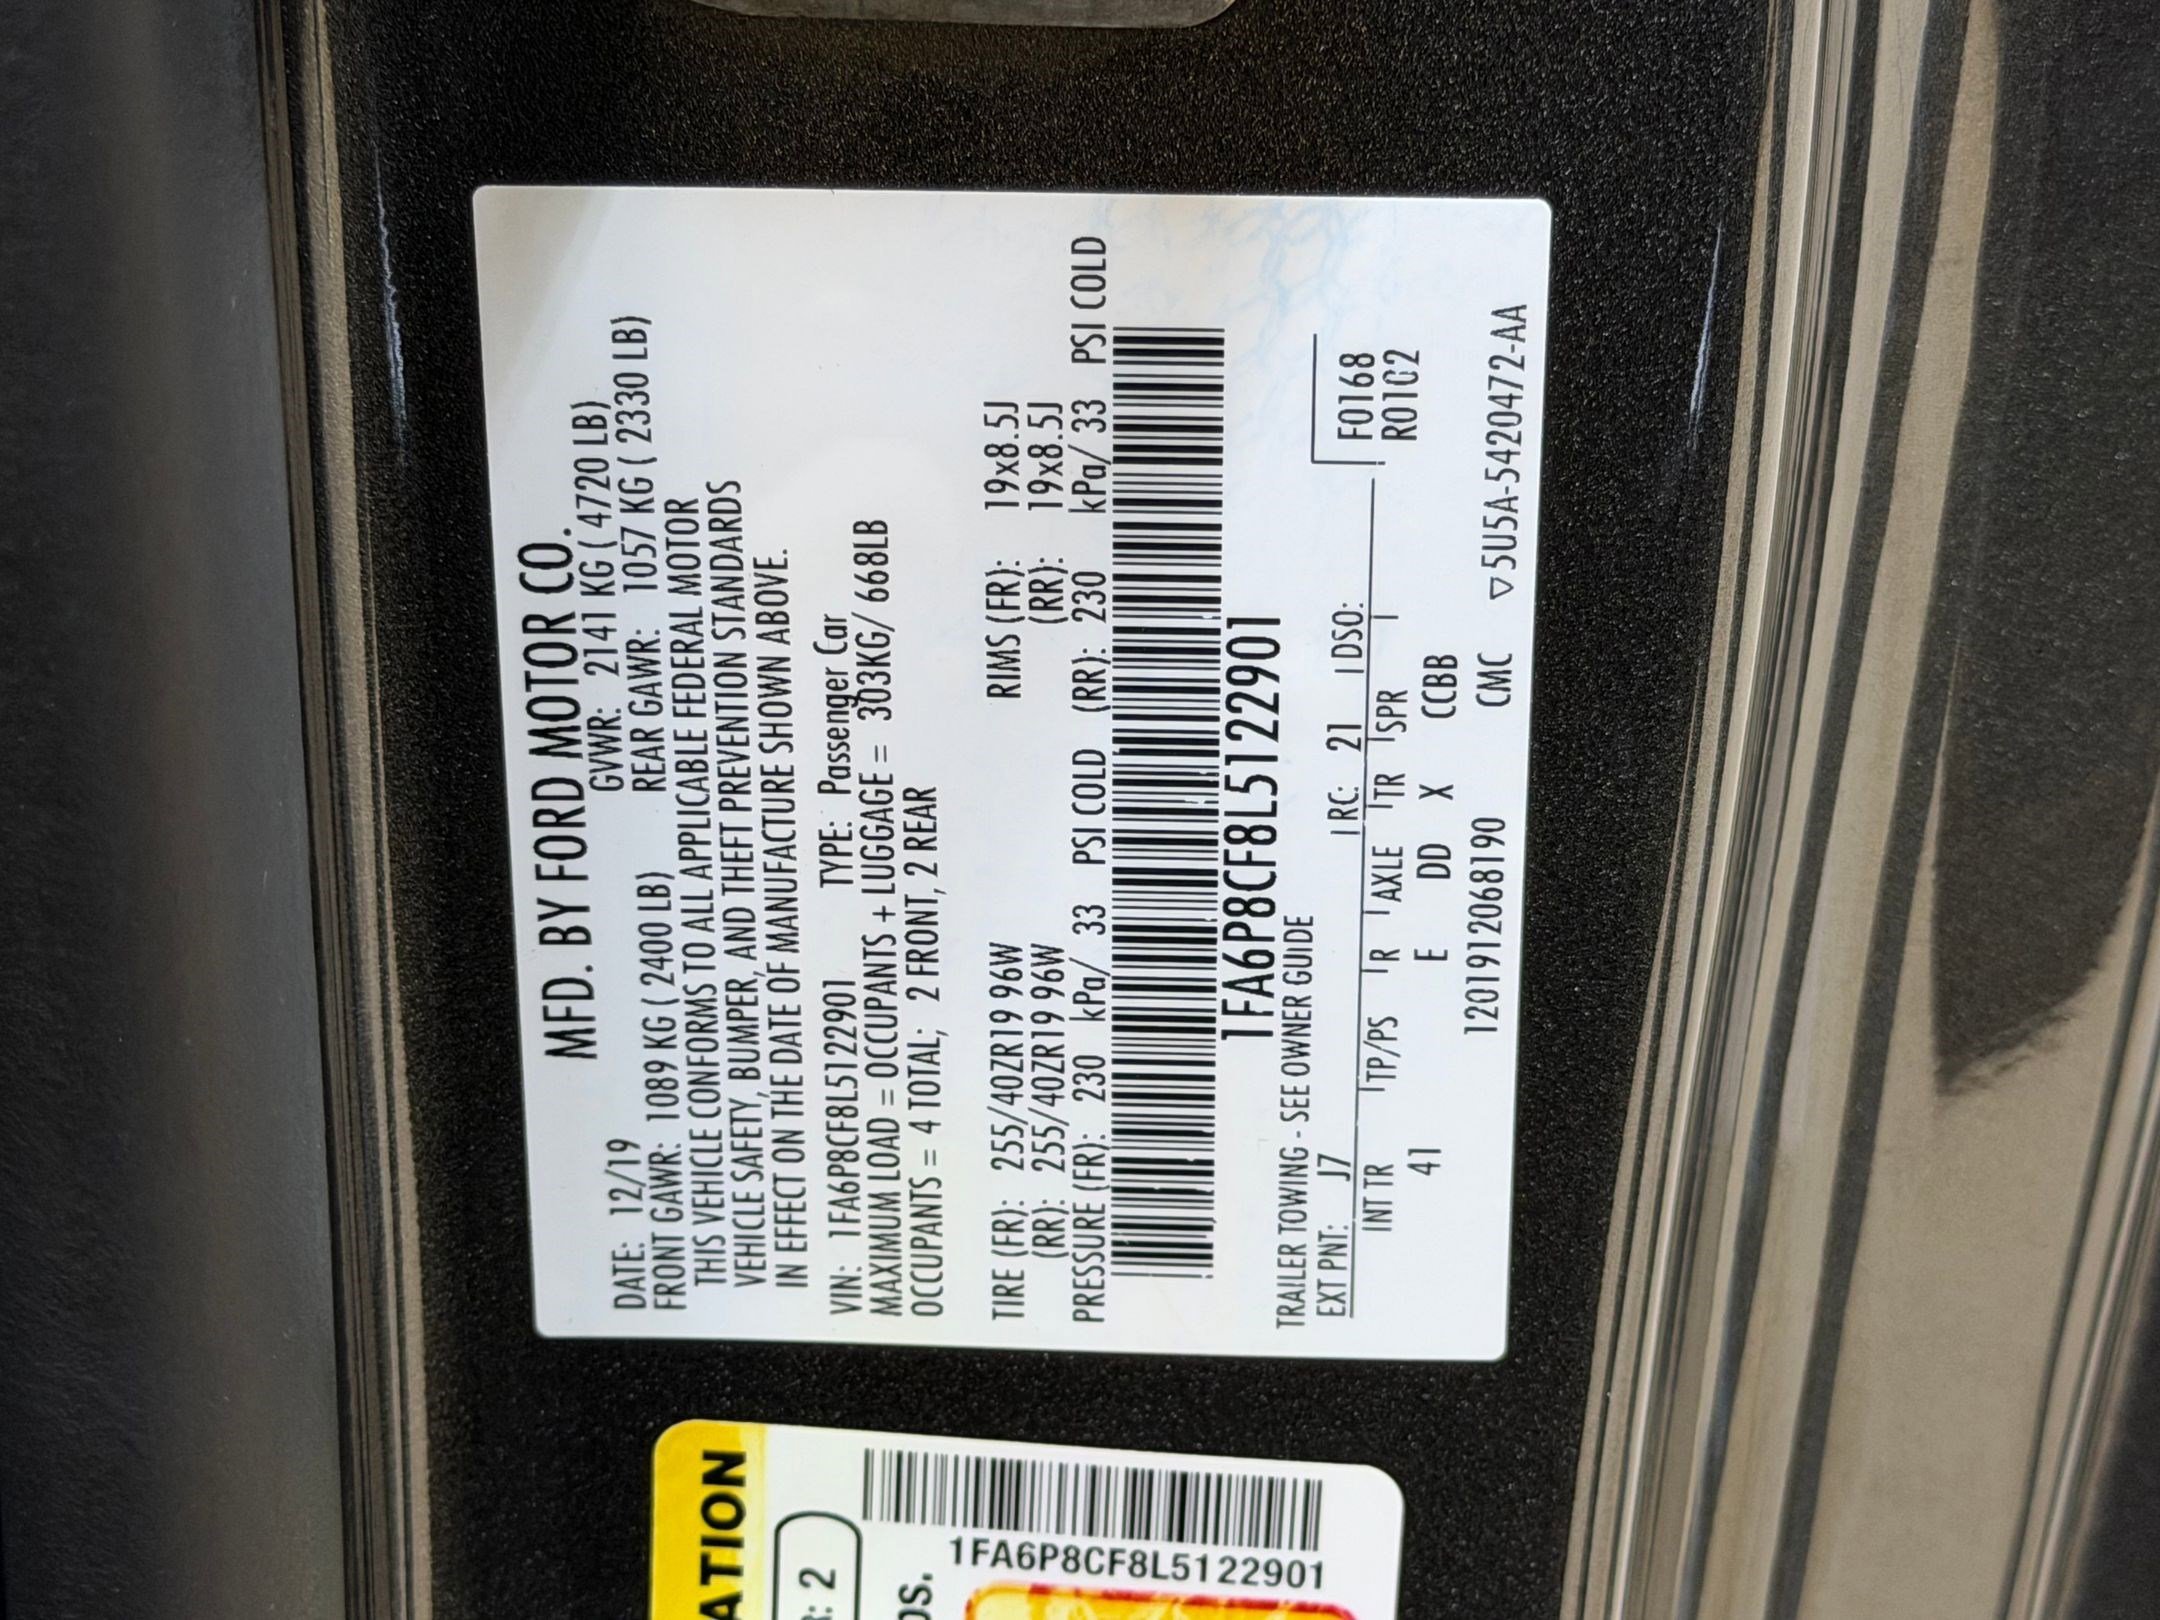 MFD. BY FORD MOTOR CO.
DATE: 12/19 GVWR: 2141 KG ( 4720 LB)
FRONT GAWR: 1089 KG ( 2400 LB) REAR GAWR: 1057 KG ( 2330 LB)
THIS VEHICLE CONFORMS TO ALL APPLICABLE FEDERAL MOTOR
VEHICLE SAFETY, BUMPER, AND THEFT PREVENTION STANDARDS
IN EFFECT ON THE DATE OF MANUFACTURE SHOWN ABOVE.
VIN: 1FA6P8CF8L5122901 TYPE: Passenger Car
MAXIMUM LOAD = OCCUPANTS + LUGGAGE = 303KG/ 668LB
OCCUPANTS = 4 TOTAL; 2 FRONT, 2 REAR
TIRE (FR): 255/40ZR19 96W RIMS (FR): 19x8.5J
(RR): 255/40ZR19 96W (RR): 19x8.5J
PRESSURE (FR): 230 kPa/ 33 PSI COLD (RR): 230 kPa/ 33 PSI COLD
1FA6P8CF8L5122901
TRAILER TOWING - SEE OWNER GUIDE
EXT PNT: J7 RC: 21 DSO:
INT TR TP/PS R AXLE TR SPR F0168
41 E DD X CCBB R0102
12019120681​90 CMC ▽5U5A-5420472-AA
ATION
: 2
OS.
1FA6P8CF8L5122901